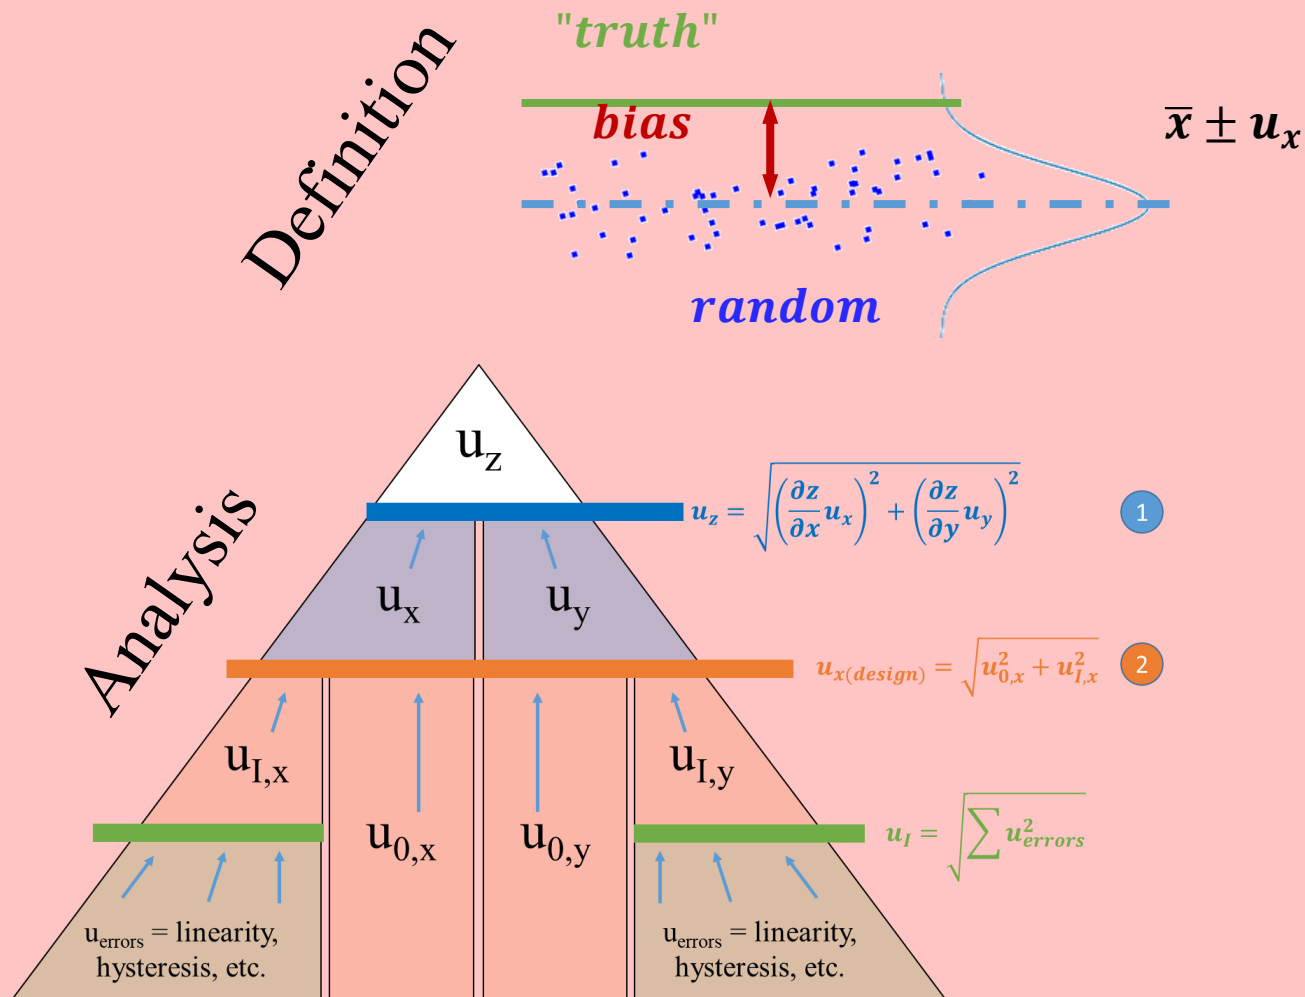 "truth"
Definition
bias
x̅ ± uₓ
random
u_z
u_z = √((∂z/∂x u_x)² + (∂z/∂y u_y)²)
1
Analysis
u_x
u_y
u_x(design) = √(u²_0,x + u²_I,x)
2
u_I,x
u_I,y
u_0,x
u_0,y
u_I = √(∑ u²_errors)
u_errors = linearity,
hysteresis, etc.
u_errors = linearity,
hysteresis, etc.